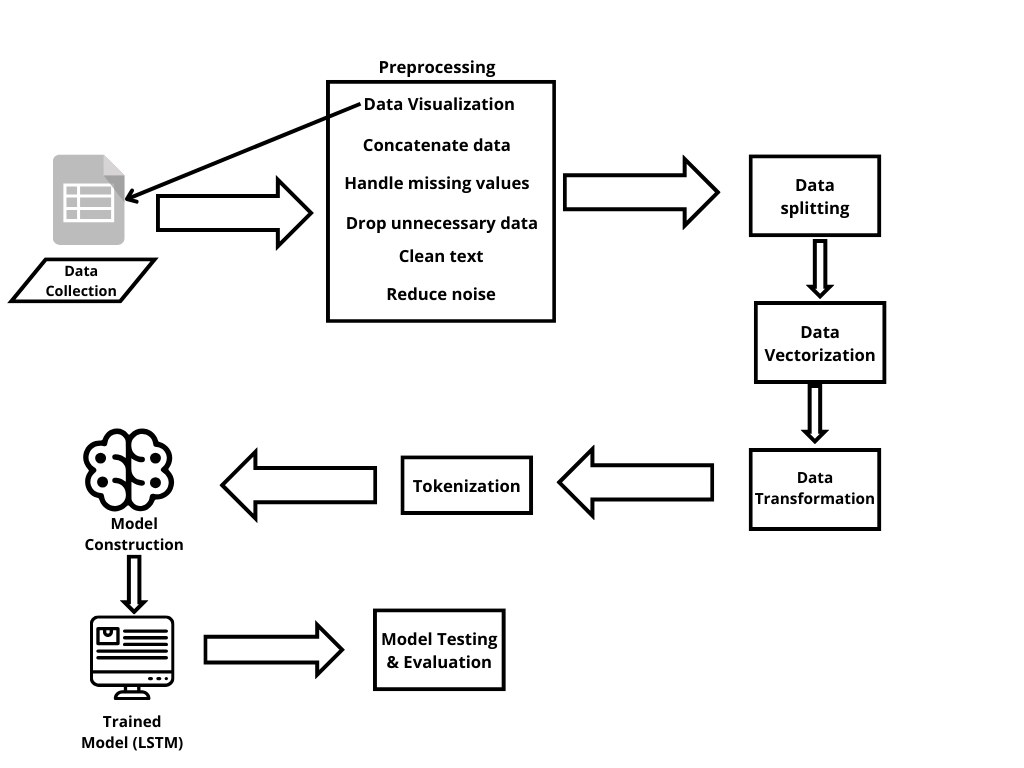 Preprocessing
Data Visualization
Concatenate data
Handle missing values
Drop unnecessary data
Clean text
Reduce noise
Data
Collection
Data
splitting
Data
Vectorization
Data
Transformation
Tokenization
Model
Construction
Trained
Model (LSTM)
Model Testing
& Evaluation